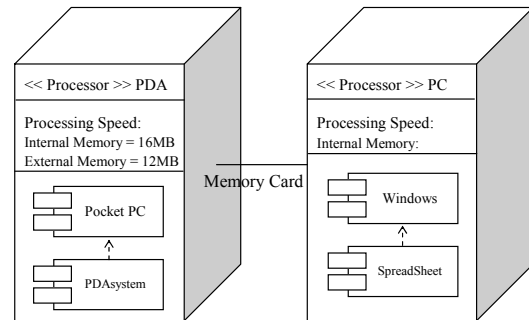 << Processor >> PDA
Processing Speed:
Internal Memory = 16MB
External Memory = 12MB
Pocket PC
PDAsystem
Memory Card
<< Processor >> PC
Processing Speed:
Internal Memory:
Windows
SpreadSheet